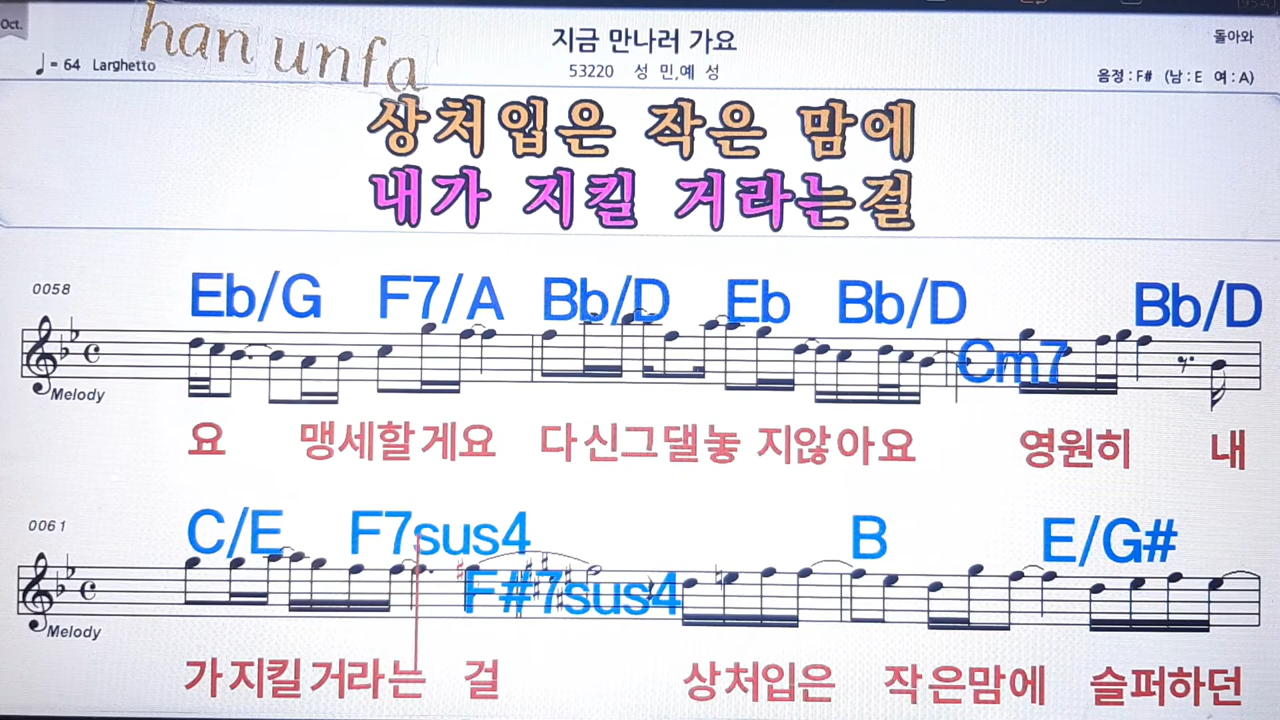 Oct.
han unfa
♩= 64 Larghetto
지금 만나러 가요
53220 성 민,예 성
돌아와
음정 : F# (남 : E 여 : A)
상처입은 작은 맘에
내가 지킬 거라는걸
0058
Eb/G F7/A Bb/D Eb Bb/D Cm7 Bb/D
Melody
요 맹세할게요 다신그댈놓 지않아요 영원히 내
0061
C/E F7sus4 F#7sus4 B E/G#
Melody
가지킬거라는 걸 상처입은 작은맘에 슬퍼하던